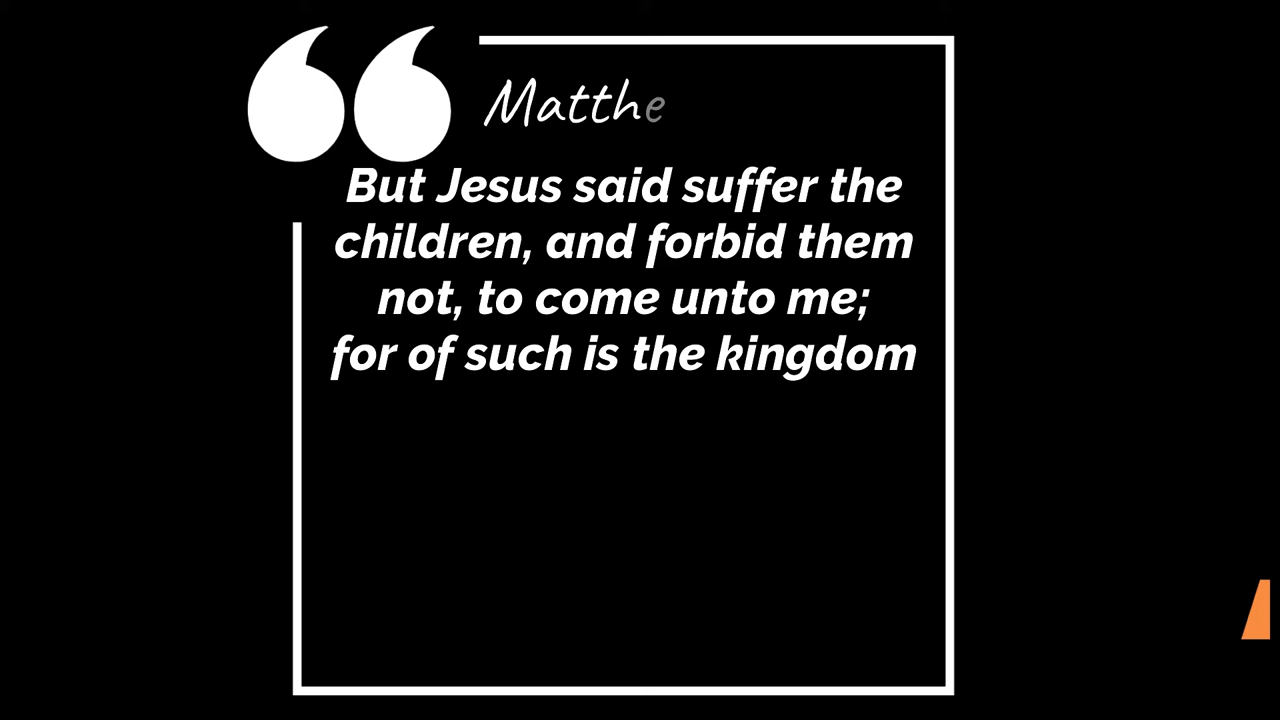 Matthe
But Jesus said suffer the
children, and forbid them
not, to come unto me;
for of such is the kingdom